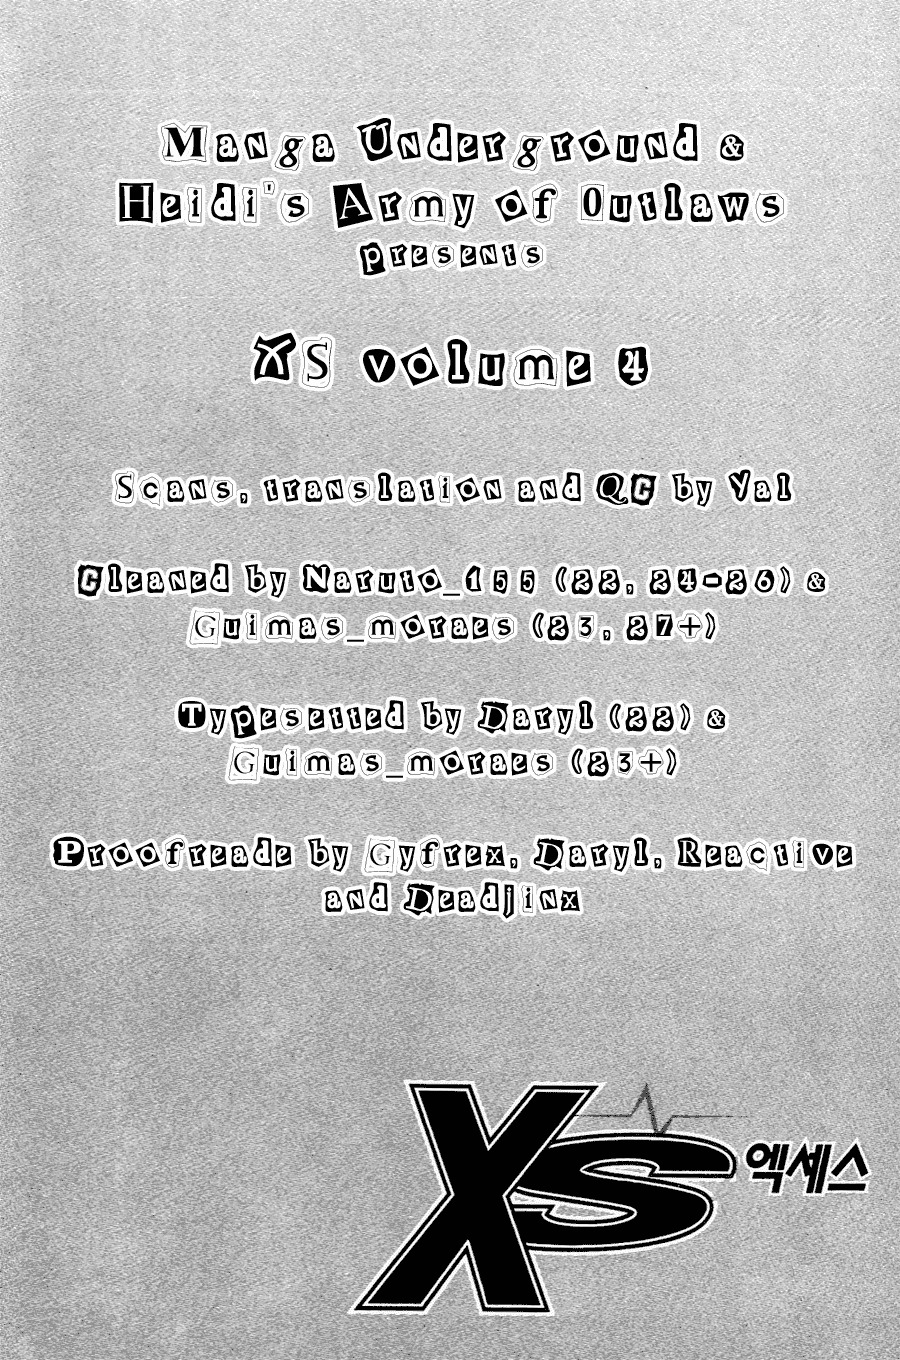 Manga Underground &
Heidi's Army of Outlaws
presents
XS volume 4
Scans, translation and QC by Val
Cleaned by Naruto_155 (22, 24-26) &
Guimas_moraes (23, 27+)
Typesetted by Daryl (22) &
Guimas_moraes (23+)
Proofreade by Gyfrex, Daryl, Reactive
and Deadjinx
XS 엑세스